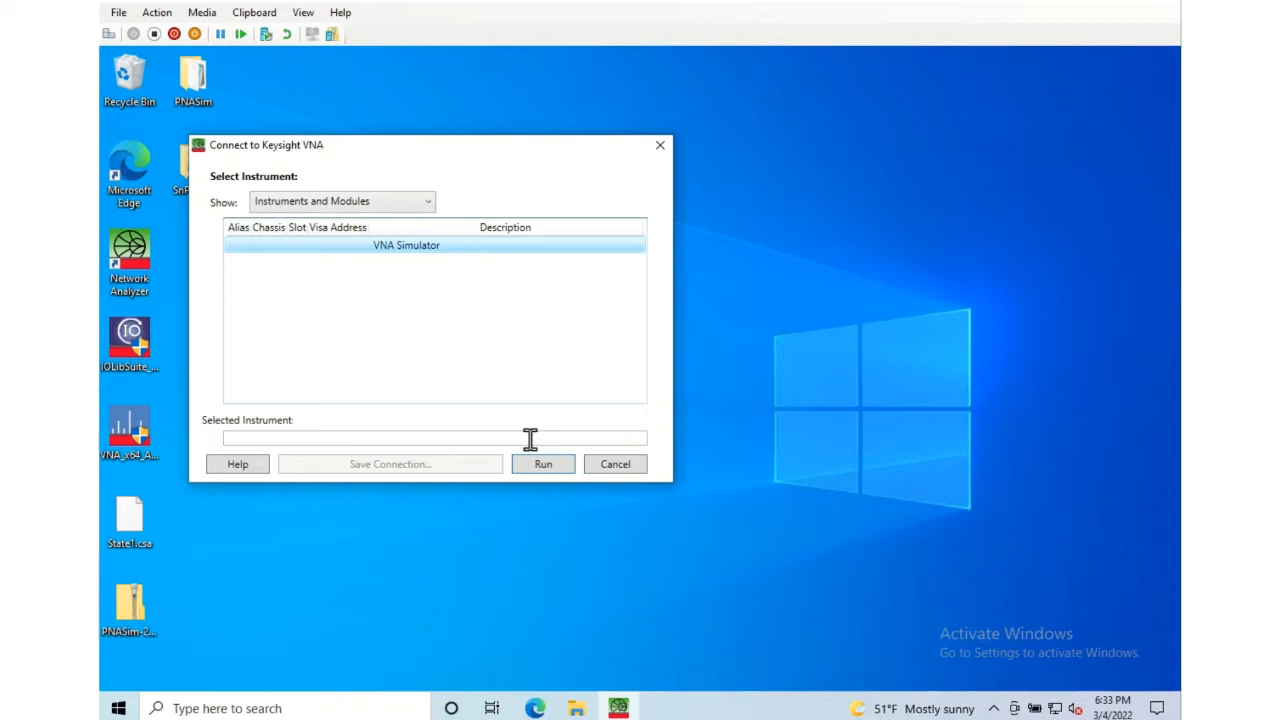 File Action Media Clipboard View Help
Recycle Bin PNASim
Connect to Keysight VNA
Select Instrument:
Show: Instruments and Modules
Alias Chassis Slot Visa Address Description
VNA Simulator
Microsoft Edge
SnP
Network Analyzer
IO
IOLibSuite_...
VNA_x64_A...
State1.csa
PNASim-2...
Selected Instrument:
Help Save Connection... Run Cancel
Activate Windows
Go to Settings to activate Windows.
Type here to search
51°F Mostly sunny
6:33 PM
3/4/2022